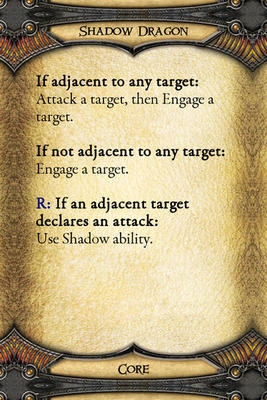 Shadow Dragon
If adjacent to any target:
Attack a target, then Engage a
target.
If not adjacent to any target:
Engage a target.
R: If an adjacent target
declares an attack:
Use Shadow ability.
Core